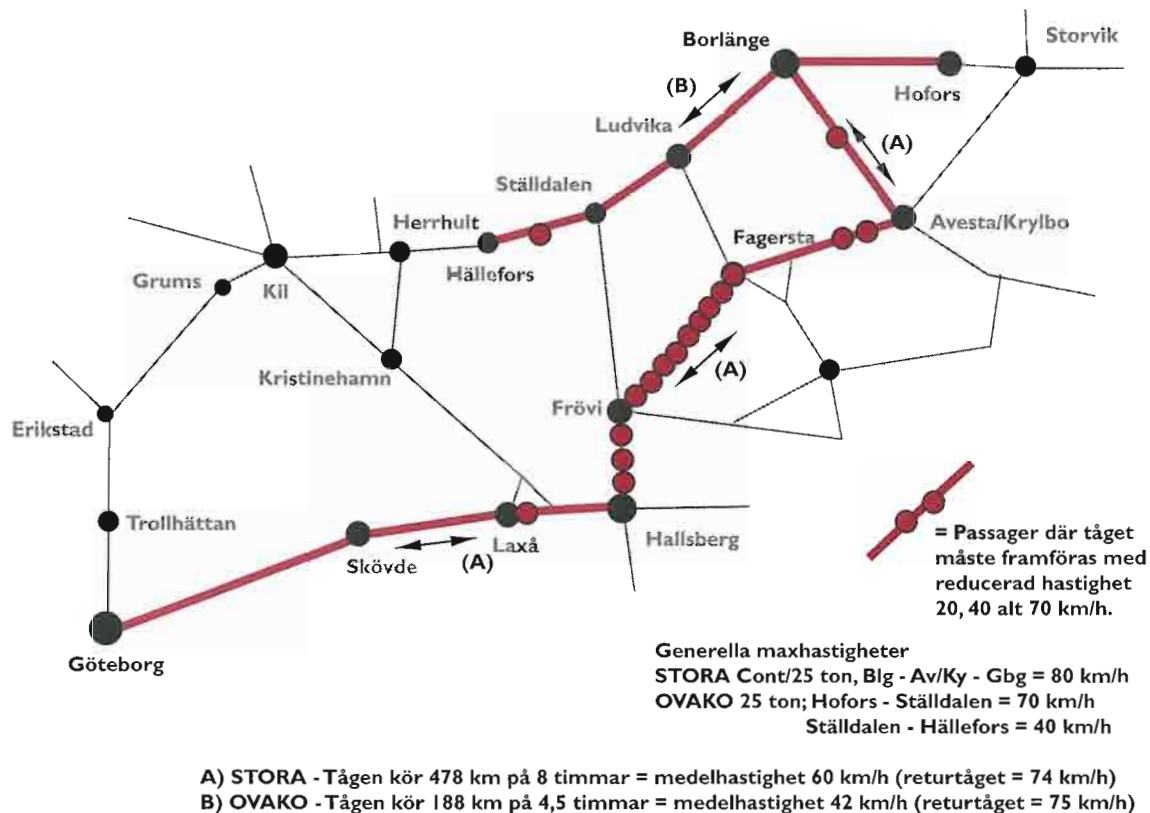 Storvik
Borlänge
(B)
Hofors
Ludvika
(A)
Ställdalen
Herrhult
Avesta/Krylbo
Fagersta
Hällefors
Grums
Kil
(A)
Kristinehamn
Frövi
Erikstad
Trollhättan
Hallsberg
Laxå
Skövde
(A)
= Passager där tåget
måste framföras med
reducerad hastighet
20, 40 alt 70 km/h.
Göteborg
Generella maxhastigheter
STORA Cont/25 ton, Blg - Av/Ky - Gbg = 80 km/h
OVAKO 25 ton; Hofors - Ställdalen = 70 km/h
Ställdalen - Hällefors = 40 km/h
A) STORA - Tågen kör 478 km på 8 timmar = medelhastighet 60 km/h (returtåget = 74 km/h)
B) OVAKO - Tågen kör 188 km på 4,5 timmar = medelhastighet 42 km/h (returtåget = 75 km/h)